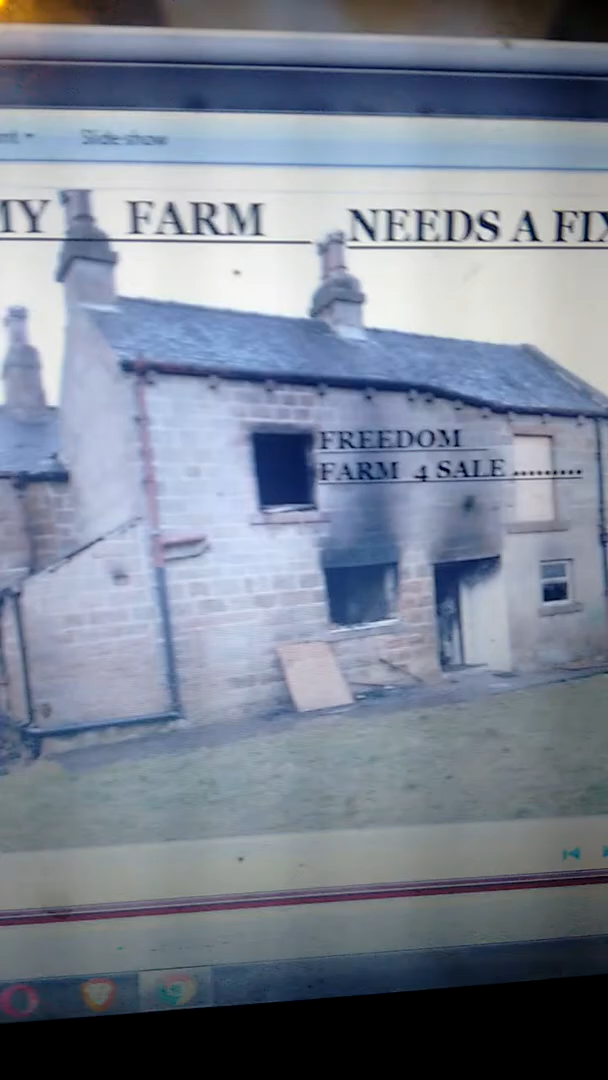 Slide show
MY FARM NEEDS A FIX
FREEDOM
FARM 4 SALE .........